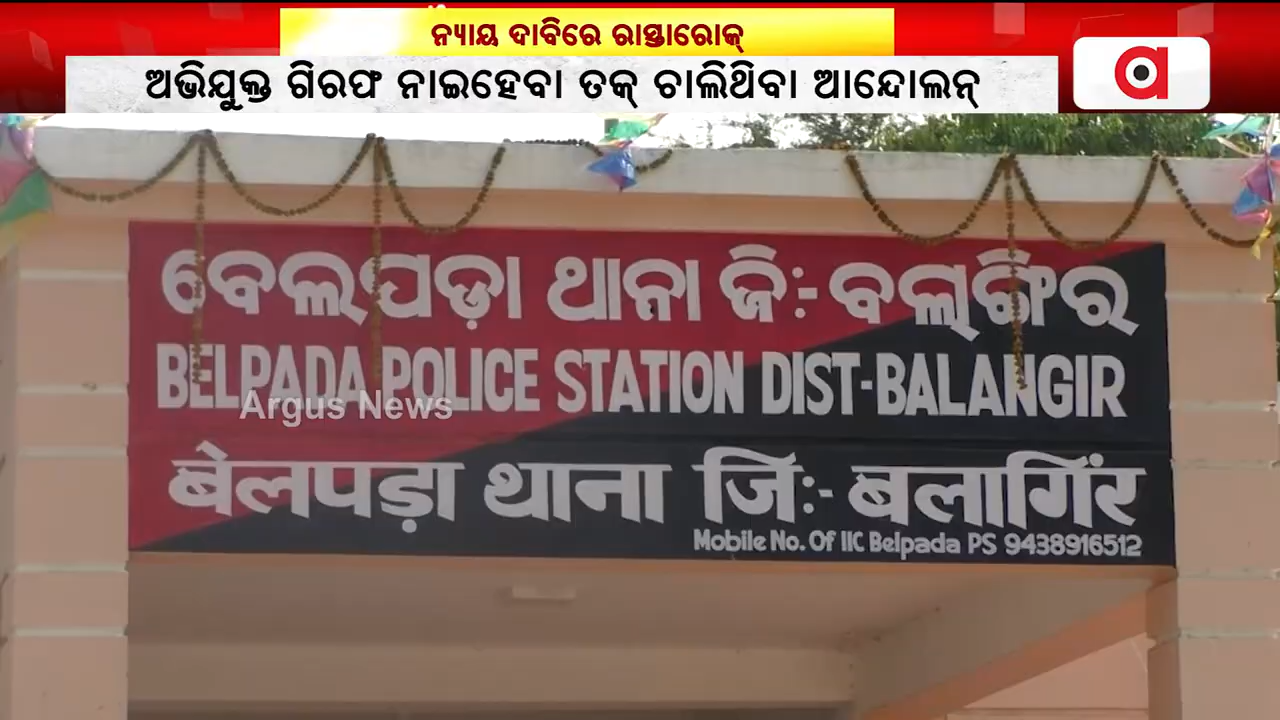 ନ୍ୟାୟ ଦାବିରେ ରାସ୍ତାରୋକ୍
ଅଭିଯୁକ୍ତ ଗିରଫ ନାଇହେବା ତକ୍ ଚାଲିଥିବା ଆନ୍ଦୋଲନ୍
a
ବେଲପଡ଼ା ଥାନା ଜି:- ବଲାଙ୍ଗିର
BELPADA POLICE STATION DIST-BALANGIR
Argus News
बेलपड़ा थाना जि:- बलागिंर
Mobile No. Of IIC Belpada PS 9438916512